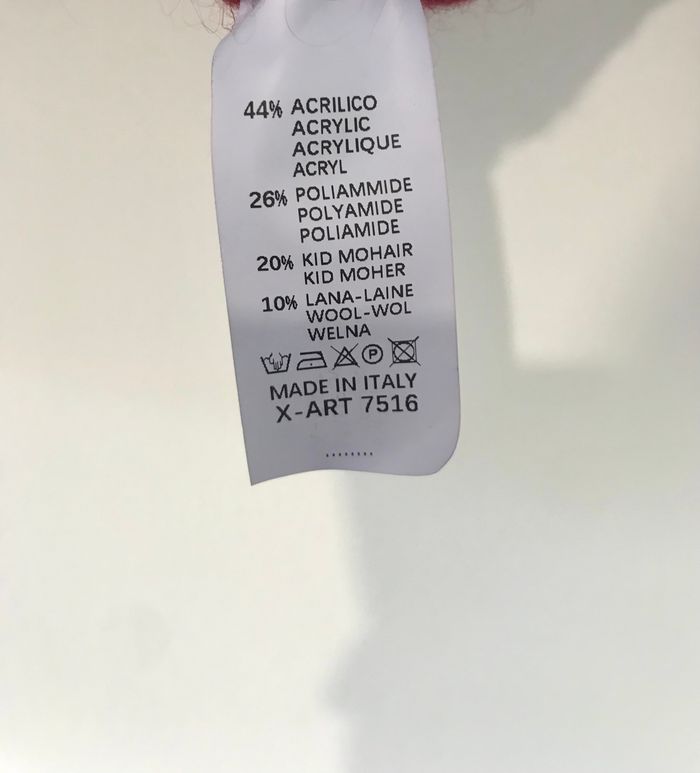 44% ACRILICO
ACRYLIC
ACRYLIQUE
ACRYL
26% POLIAMMIDE
POLYAMIDE
POLIAMIDE
20% KID MOHAIR
KID MOHER
10% LANA-LAINE
WOOL-WOL
WELNA
P
MADE IN ITALY
X-ART 7516